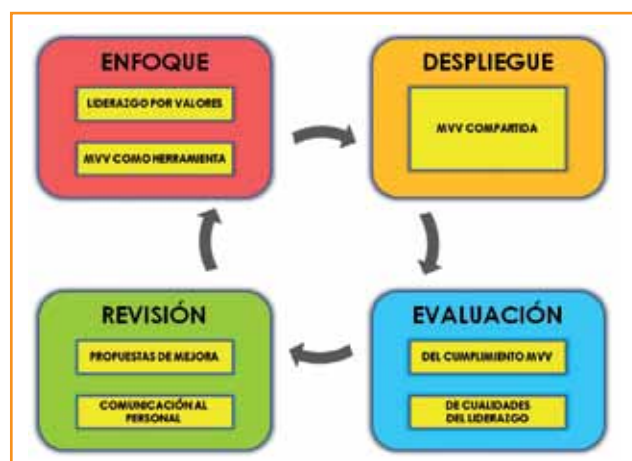 ENFOQUE
LIDERAZGO POR VALORES
MVV COMO HERRAMIENTA
DESPLIEGUE
MVV COMPARTIDA
REVISIÓN
PROPUESTAS DE MEJORA
COMUNICACIÓN AL
PERSONAL
EVALUACIÓN
DEL CUMPLIMIENTO MVV
DE CUALIDADES
DEL LIDERAZGO